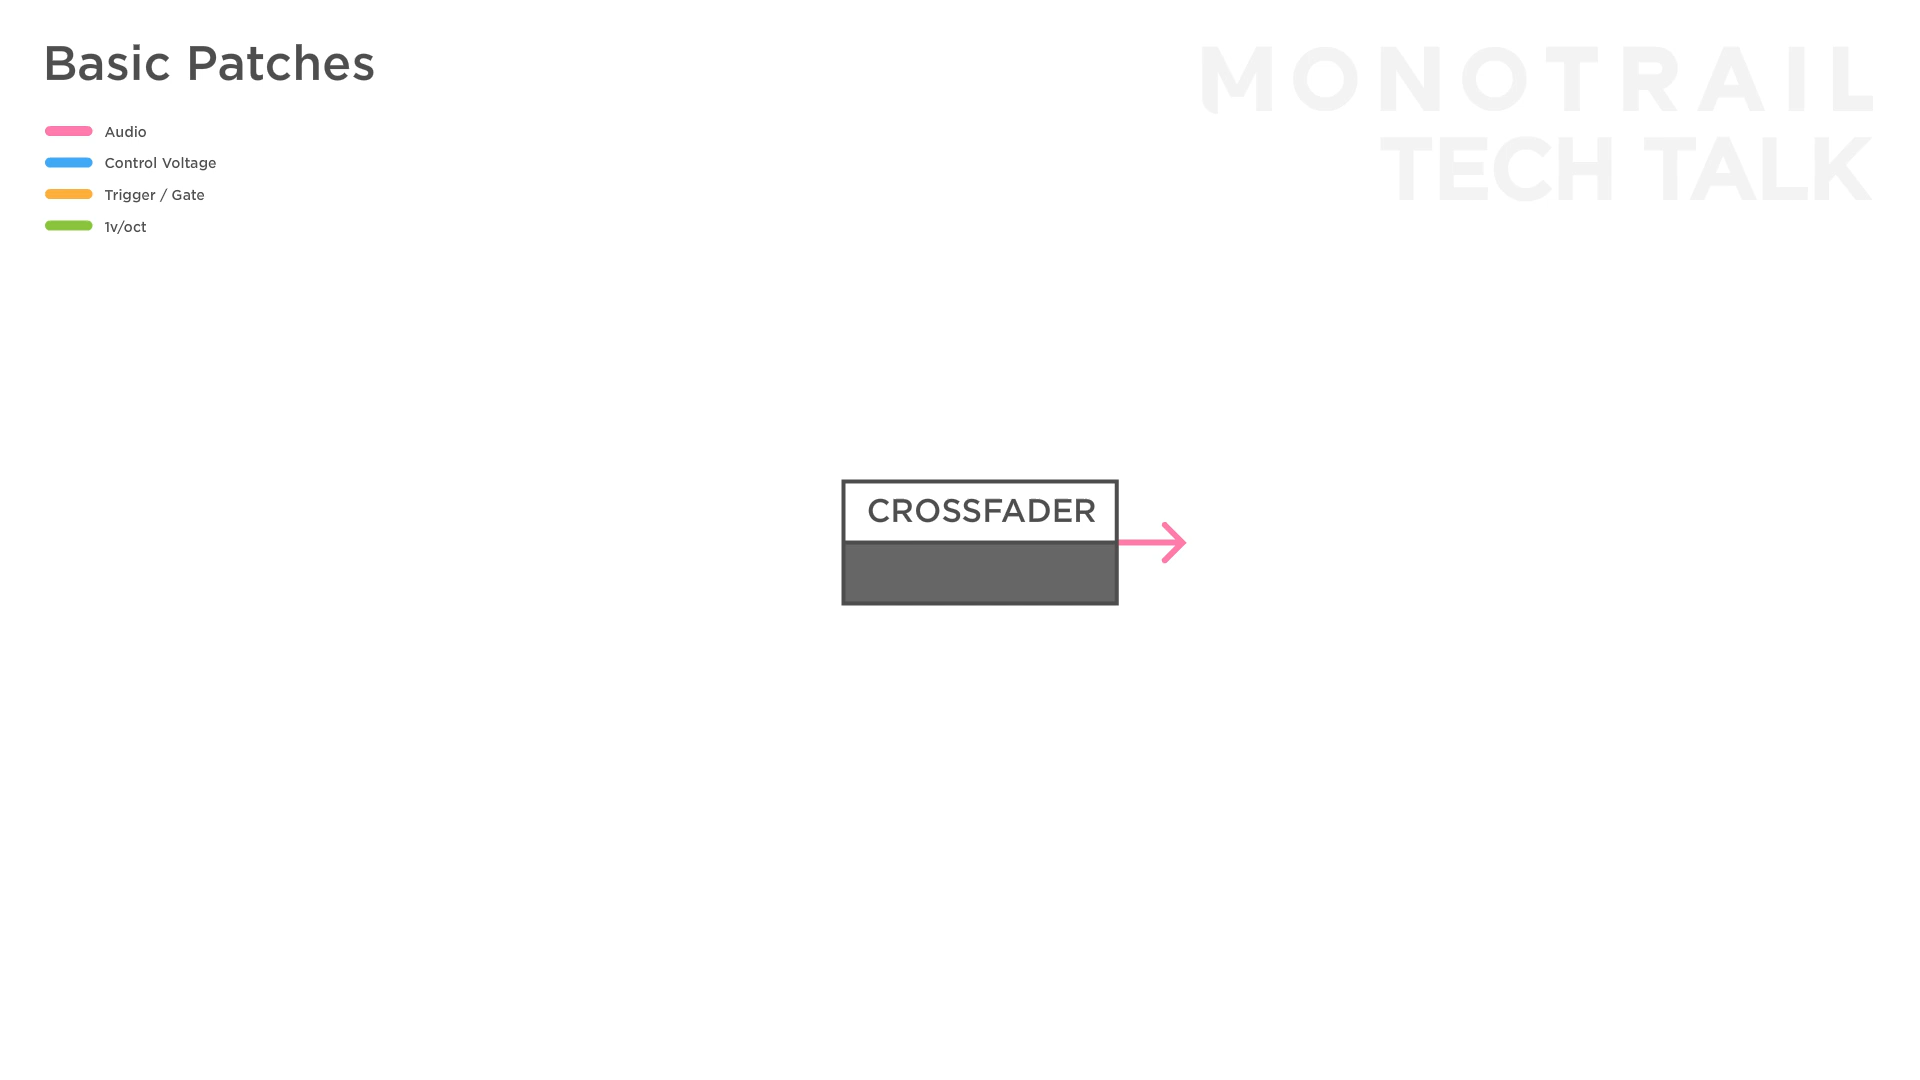 Basic Patches
MONOTRAIL
TECH TALK
Audio
Control Voltage
Trigger / Gate
1v/oct
CROSSFADER